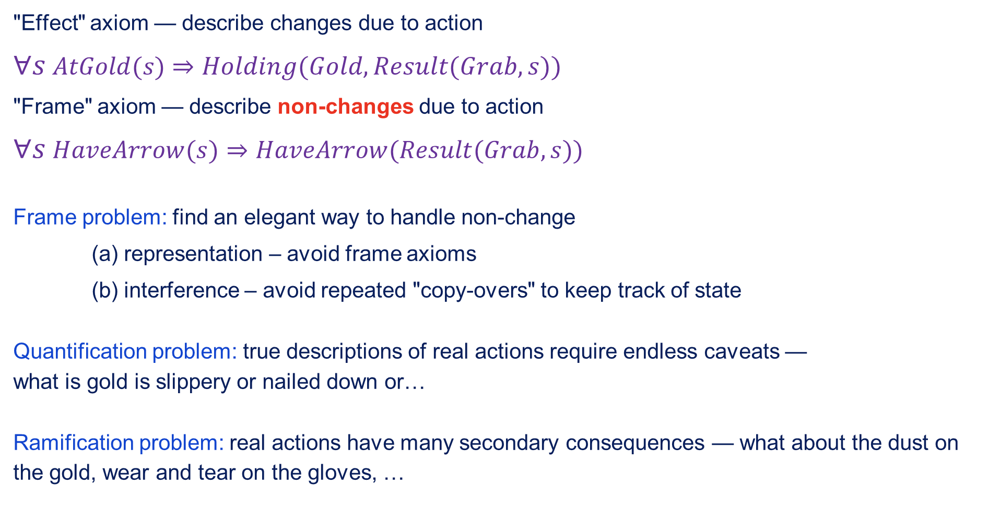 "Effect" axiom — describe changes due to action
∀s AtGold(s) ⇒ Holding(Gold, Result(Grab, s))
"Frame" axiom — describe non-changes due to action
∀s HaveArrow(s) ⇒ HaveArrow(Result(Grab, s))
Frame problem: find an elegant way to handle non-change
(a) representation – avoid frame axioms
(b) interference – avoid repeated "copy-overs" to keep track of state
Quantification problem: true descriptions of real actions require endless caveats —
what is gold is slippery or nailed down or…
Ramification problem: real actions have many secondary consequences — what about the dust on
the gold, wear and tear on the gloves, …